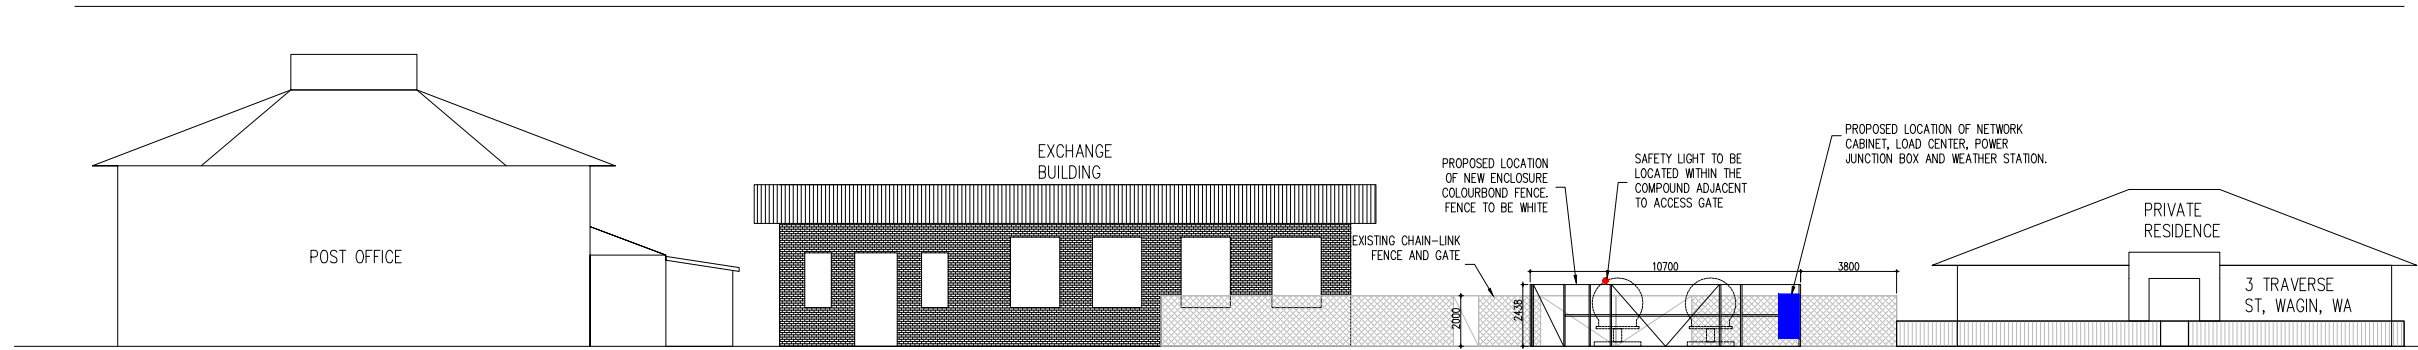 POST OFFICE
EXCHANGE
BUILDING
EXISTING CHAIN-LINK
FENCE AND GATE
PROPOSED LOCATION
OF NEW ENCLOSURE
COLOURBOND FENCE.
FENCE TO BE WHITE
SAFETY LIGHT TO BE
LOCATED WITHIN THE
COMPOUND ADJACENT
TO ACCESS GATE
PROPOSED LOCATION OF NETWORK
CABINET, LOAD CENTER, POWER
JUNCTION BOX AND WEATHER STATION.
10700
3800
2000
2438
PRIVATE
RESIDENCE
3 TRAVERSE
ST, WAGIN, WA